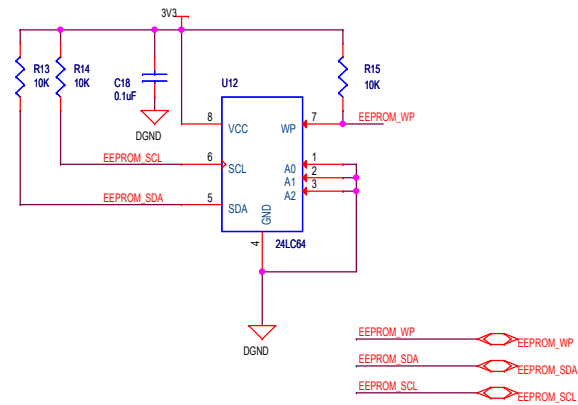 3V3
R13
10K
R14
10K
C18
0.1uF
DGND
U12
R15
10K
8
VCC
WP
7
EEPROM_WP
EEPROM_SCL
6
SCL
A0
1
A1
2
A2
3
EEPROM_SDA
5
SDA
GND
4
24LC64
DGND
EEPROM_WP
EEPROM_WP
EEPROM_SDA
EEPROM_SDA
EEPROM_SCL
EEPROM_SCL